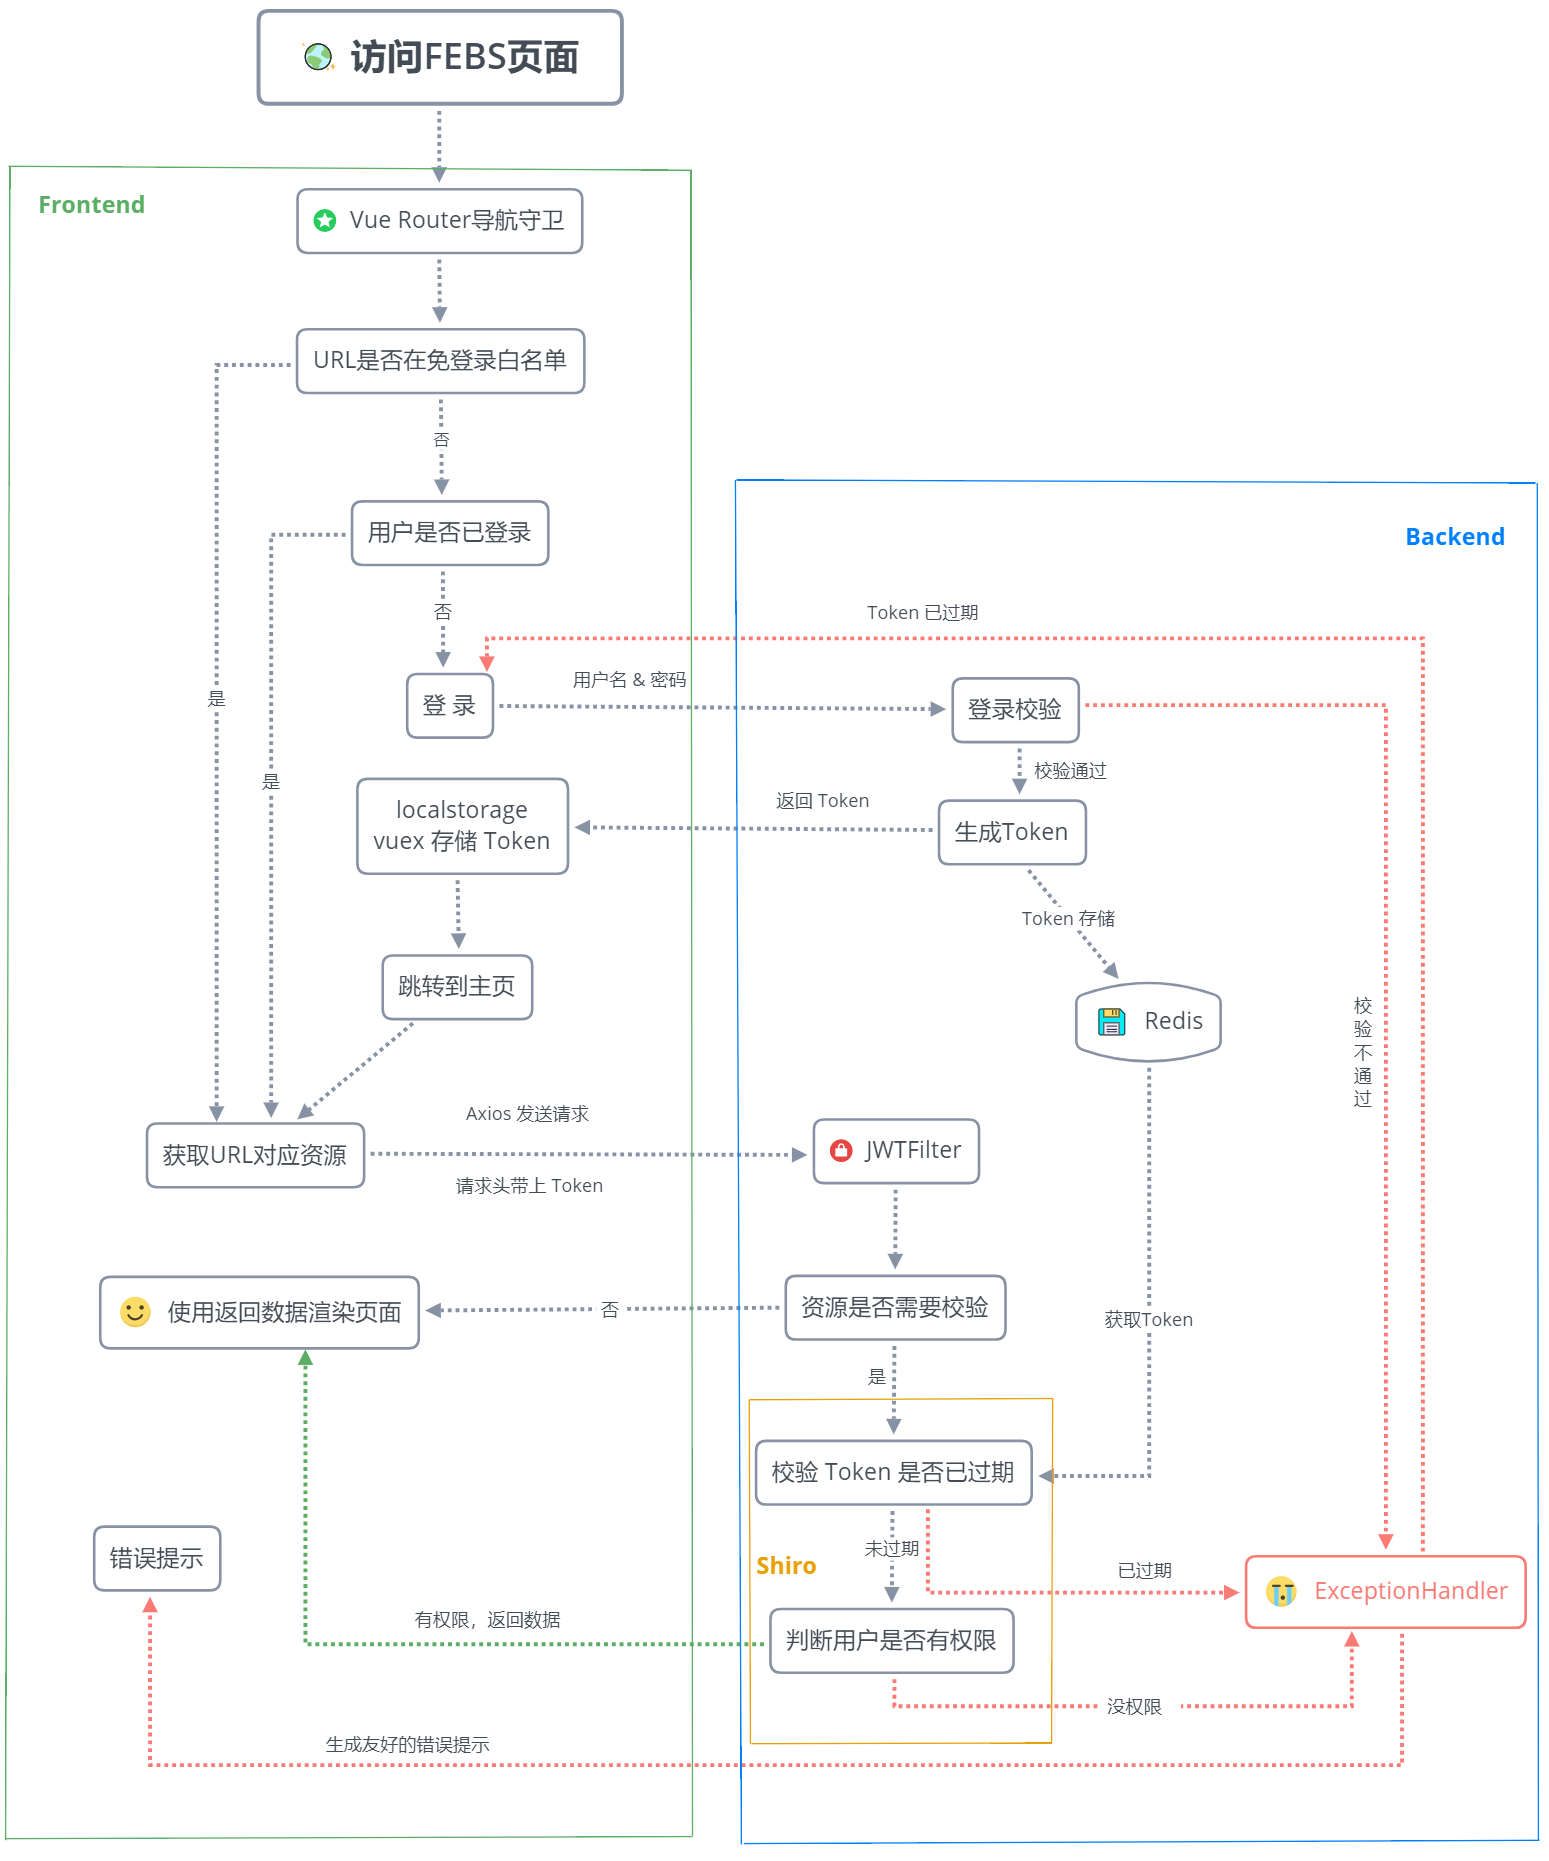 访问FEBS页面
Frontend
Vue Router导航守卫
URL是否在免登录白名单
否
用户是否已登录
Backend
否
Token 已过期
用户名 & 密码
是
登 录
登录校验
校验通过
是
返回 Token
localstorage
vuex 存储 Token
生成Token
Token 存储
跳转到主页
Redis
校
验
不
通
过
Axios 发送请求
获取URL对应资源
JWTFilter
请求头带上 Token
使用返回数据渲染页面
否
资源是否需要校验
获取Token
是
校验 Token 是否已过期
未过期
错误提示
Shiro
已过期
ExceptionHandler
有权限，返回数据
判断用户是否有权限
没权限
生成友好的错误提示